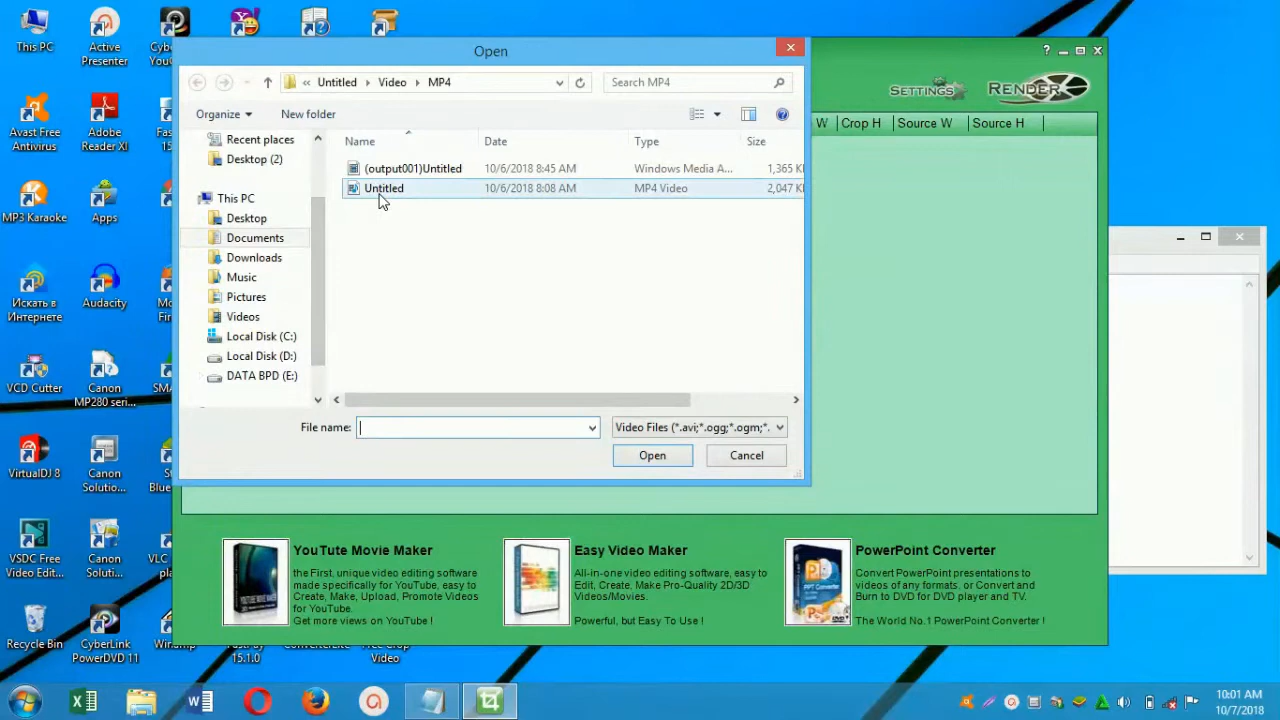 This PC
Active
Presenter
Open
Untitled
Video
MP4
Search MP4
Organize
New folder
Recent places
Desktop (2)
This PC
Desktop
Documents
Downloads
Music
Pictures
Videos
Local Disk (C:)
Local Disk (D:)
DATA BPD (E:)
Name
Date
Type
Size
(output001)Untitled
10/6/2018 8:45 AM
Windows Media A...
1,365 K
Untitled
10/6/2018 8:08 AM
MP4 Video
2,047 K
File name:
Video Files (*.avi;*.ogg;*.ogm;*.
Open
Cancel
?
SETTINGS
RENDER
W
Crop H
Source W
Source H
Avast Free
Antivirus
Adobe
Reader XI
MP3 Karaoke
Apps
Искать в
Интернете
Audacity
VCD Cutter
Canon
MP280 seri...
VirtualDJ 8
Canon
Solutio...
VSDC Free
Video Edit...
Canon
Soluti...
Recycle Bin
CyberLink
PowerDVD 11
15.1.0
Video
YouTute Movie Maker
the First, unique video editing software
made specifically for YouTube, easy to
Create, Make, Upload, Promote Videos
for YouTube.
Get more views on YouTube !
Easy Video Maker
All-in-one video editing software, easy to
Edit, Create, Make Pro-Quality 2D/3D
Videos/Movies.
Powerful, but Easy To Use !
PowerPoint Converter
Convert PowerPoint presentations to
videos of any formats, or Convert and
Burn to DVD for DVD player and TV.
The World No.1 PowerPoint Converter !
10:01 AM
10/7/2018